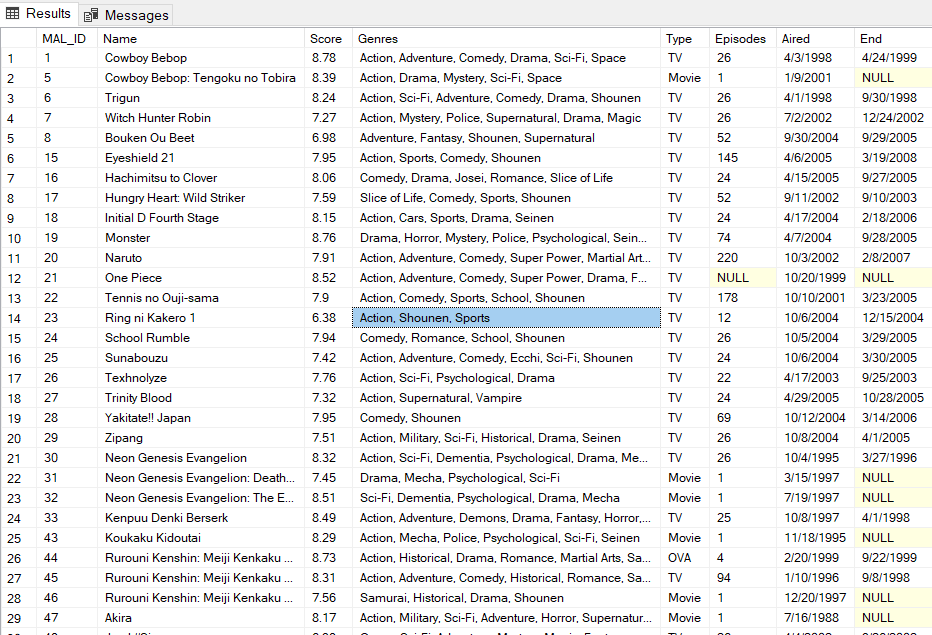 Results Messages
MAL_ID Name Score Genres Type Episodes Aired End
1 1 Cowboy Bebop 8.78 Action, Adventure, Comedy, Drama, Sci-Fi, Space TV 26 4/3/1998 4/24/1999
2 5 Cowboy Bebop: Tengoku no Tobira 8.39 Action, Drama, Mystery, Sci-Fi, Space Movie 1 1/9/2001 NULL
3 6 Trigun 8.24 Action, Sci-Fi, Adventure, Comedy, Drama, Shounen TV 26 4/1/1998 9/30/1998
4 7 Witch Hunter Robin 7.27 Action, Mystery, Police, Supernatural, Drama, Magic TV 26 7/2/2002 12/24/2002
5 8 Bouken Ou Beet 6.98 Adventure, Fantasy, Shounen, Supernatural TV 52 9/30/2004 9/29/2005
6 15 Eyeshield 21 7.95 Action, Sports, Comedy, Shounen TV 145 4/6/2005 3/19/2008
7 16 Hachimitsu to Clover 8.06 Comedy, Drama, Josei, Romance, Slice of Life TV 24 4/15/2005 9/27/2005
8 17 Hungry Heart: Wild Striker 7.59 Slice of Life, Comedy, Sports, Shounen TV 52 9/11/2002 9/10/2003
9 18 Initial D Fourth Stage 8.15 Action, Cars, Sports, Drama, Seinen TV 24 4/17/2004 2/18/2006
10 19 Monster 8.76 Drama, Horror, Mystery, Police, Psychological, Sein... TV 74 4/7/2004 9/28/2005
11 20 Naruto 7.91 Action, Adventure, Comedy, Super Power, Martial Art... TV 220 10/3/2002 2/8/2007
12 21 One Piece 8.52 Action, Adventure, Comedy, Super Power, Drama, F... TV NULL 10/20/1999 NULL
13 22 Tennis no Ouji-sama 7.9 Action, Comedy, Sports, School, Shounen TV 178 10/10/2001 3/23/2005
14 23 Ring ni Kakero 1 6.38 Action, Shounen, Sports TV 12 10/6/2004 12/15/2004
15 24 School Rumble 7.94 Comedy, Romance, School, Shounen TV 26 10/5/2004 3/29/2005
16 25 Sunabouzu 7.42 Action, Adventure, Comedy, Ecchi, Sci-Fi, Shounen TV 24 10/6/2004 3/30/2005
17 26 Texhnolyze 7.76 Action, Sci-Fi, Psychological, Drama TV 22 4/17/2003 9/25/2003
18 27 Trinity Blood 7.32 Action, Supernatural, Vampire TV 24 4/29/2005 10/28/2005
19 28 Yakitate!! Japan 7.95 Comedy, Shounen TV 69 10/12/2004 3/14/2006
20 29 Zipang 7.51 Action, Military, Sci-Fi, Historical, Drama, Seinen TV 26 10/8/2004 4/1/2005
21 30 Neon Genesis Evangelion 8.32 Action, Sci-Fi, Dementia, Psychological, Drama, Me... TV 26 10/4/1995 3/27/1996
22 31 Neon Genesis Evangelion: Death... 7.45 Drama, Mecha, Psychological, Sci-Fi Movie 1 3/15/1997 NULL
23 32 Neon Genesis Evangelion: The E... 8.51 Sci-Fi, Dementia, Psychological, Drama, Mecha Movie 1 7/19/1997 NULL
24 33 Kenpuu Denki Berserk 8.49 Action, Adventure, Demons, Drama, Fantasy, Horror,... TV 25 10/8/1997 4/1/1998
25 43 Koukaku Kidoutai 8.29 Action, Mecha, Police, Psychological, Sci-Fi, Seinen Movie 1 11/18/1995 NULL
26 44 Rurouni Kenshin: Meiji Kenkaku ... 8.73 Action, Historical, Drama, Romance, Martial Arts, Sa... OVA 4 2/20/1999 9/22/1999
27 45 Rurouni Kenshin: Meiji Kenkaku ... 8.31 Action, Adventure, Comedy, Historical, Romance, Sa... TV 94 1/10/1996 9/8/1998
28 46 Rurouni Kenshin: Meiji Kenkaku ... 7.56 Samurai, Historical, Drama, Shounen Movie 1 12/20/1997 NULL
29 47 Akira 8.17 Action, Military, Sci-Fi, Adventure, Horror, Supernatur... Movie 1 7/16/1988 NULL